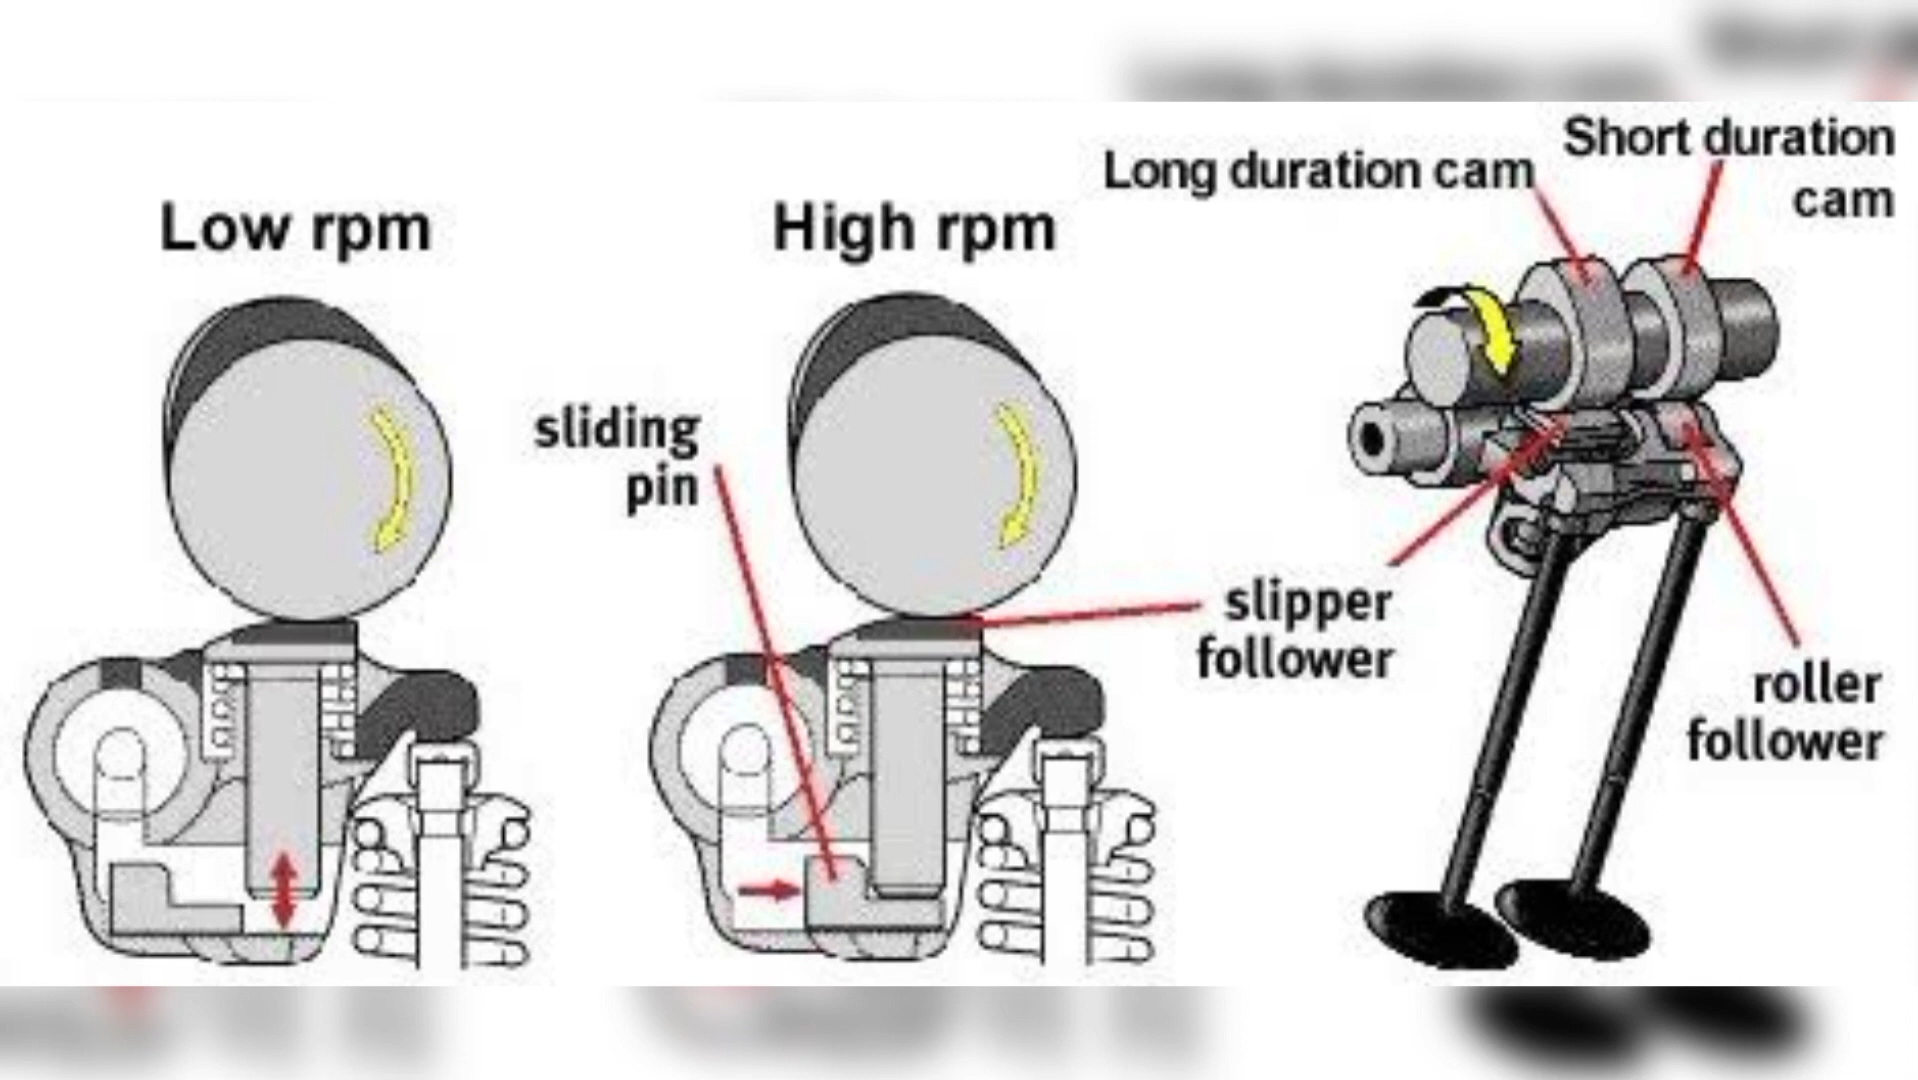 Low rpm
High rpm
Long duration cam
Short duration
cam
sliding
pin
slipper
follower
roller
follower